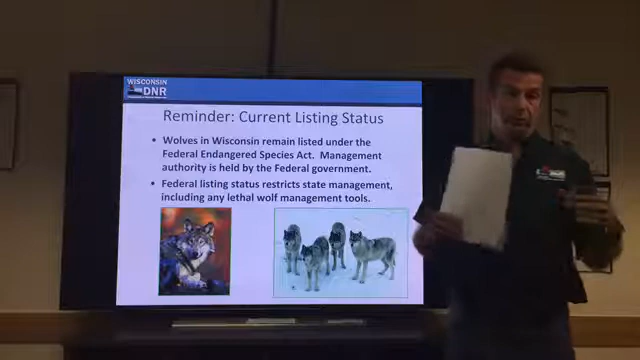 WISCONSIN
DNR
Reminder: Current Listing Status
• Wolves in Wisconsin remain listed under the
Federal Endangered Species Act.  Management
authority is held by the Federal government.
• Federal listing status restricts state management,
including any lethal wolf management tools.